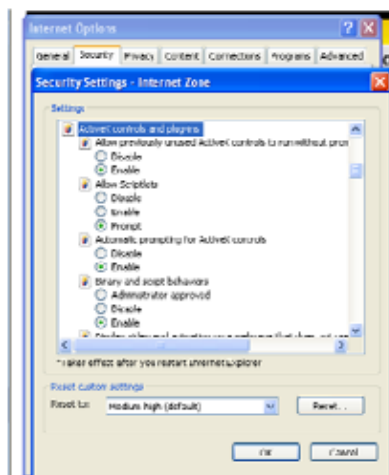 Internet Options
General Security Privacy Content Connections Programs Advanced
Security Settings - Internet Zone
Settings
ActiveX controls and plug-ins
Allow previously unused ActiveX controls to run without pron
Disable
Enable
Allow Scriptlets
Disable
Enable
Prompt
Automatic prompting for ActiveX controls
Disable
Enable
Binary and script behaviors
Administrator approved
Disable
Enable
*Takes effect after you restart Internet Explorer
Reset custom settings
Reset to: Medium-high (default) Reset...
OK Cancel